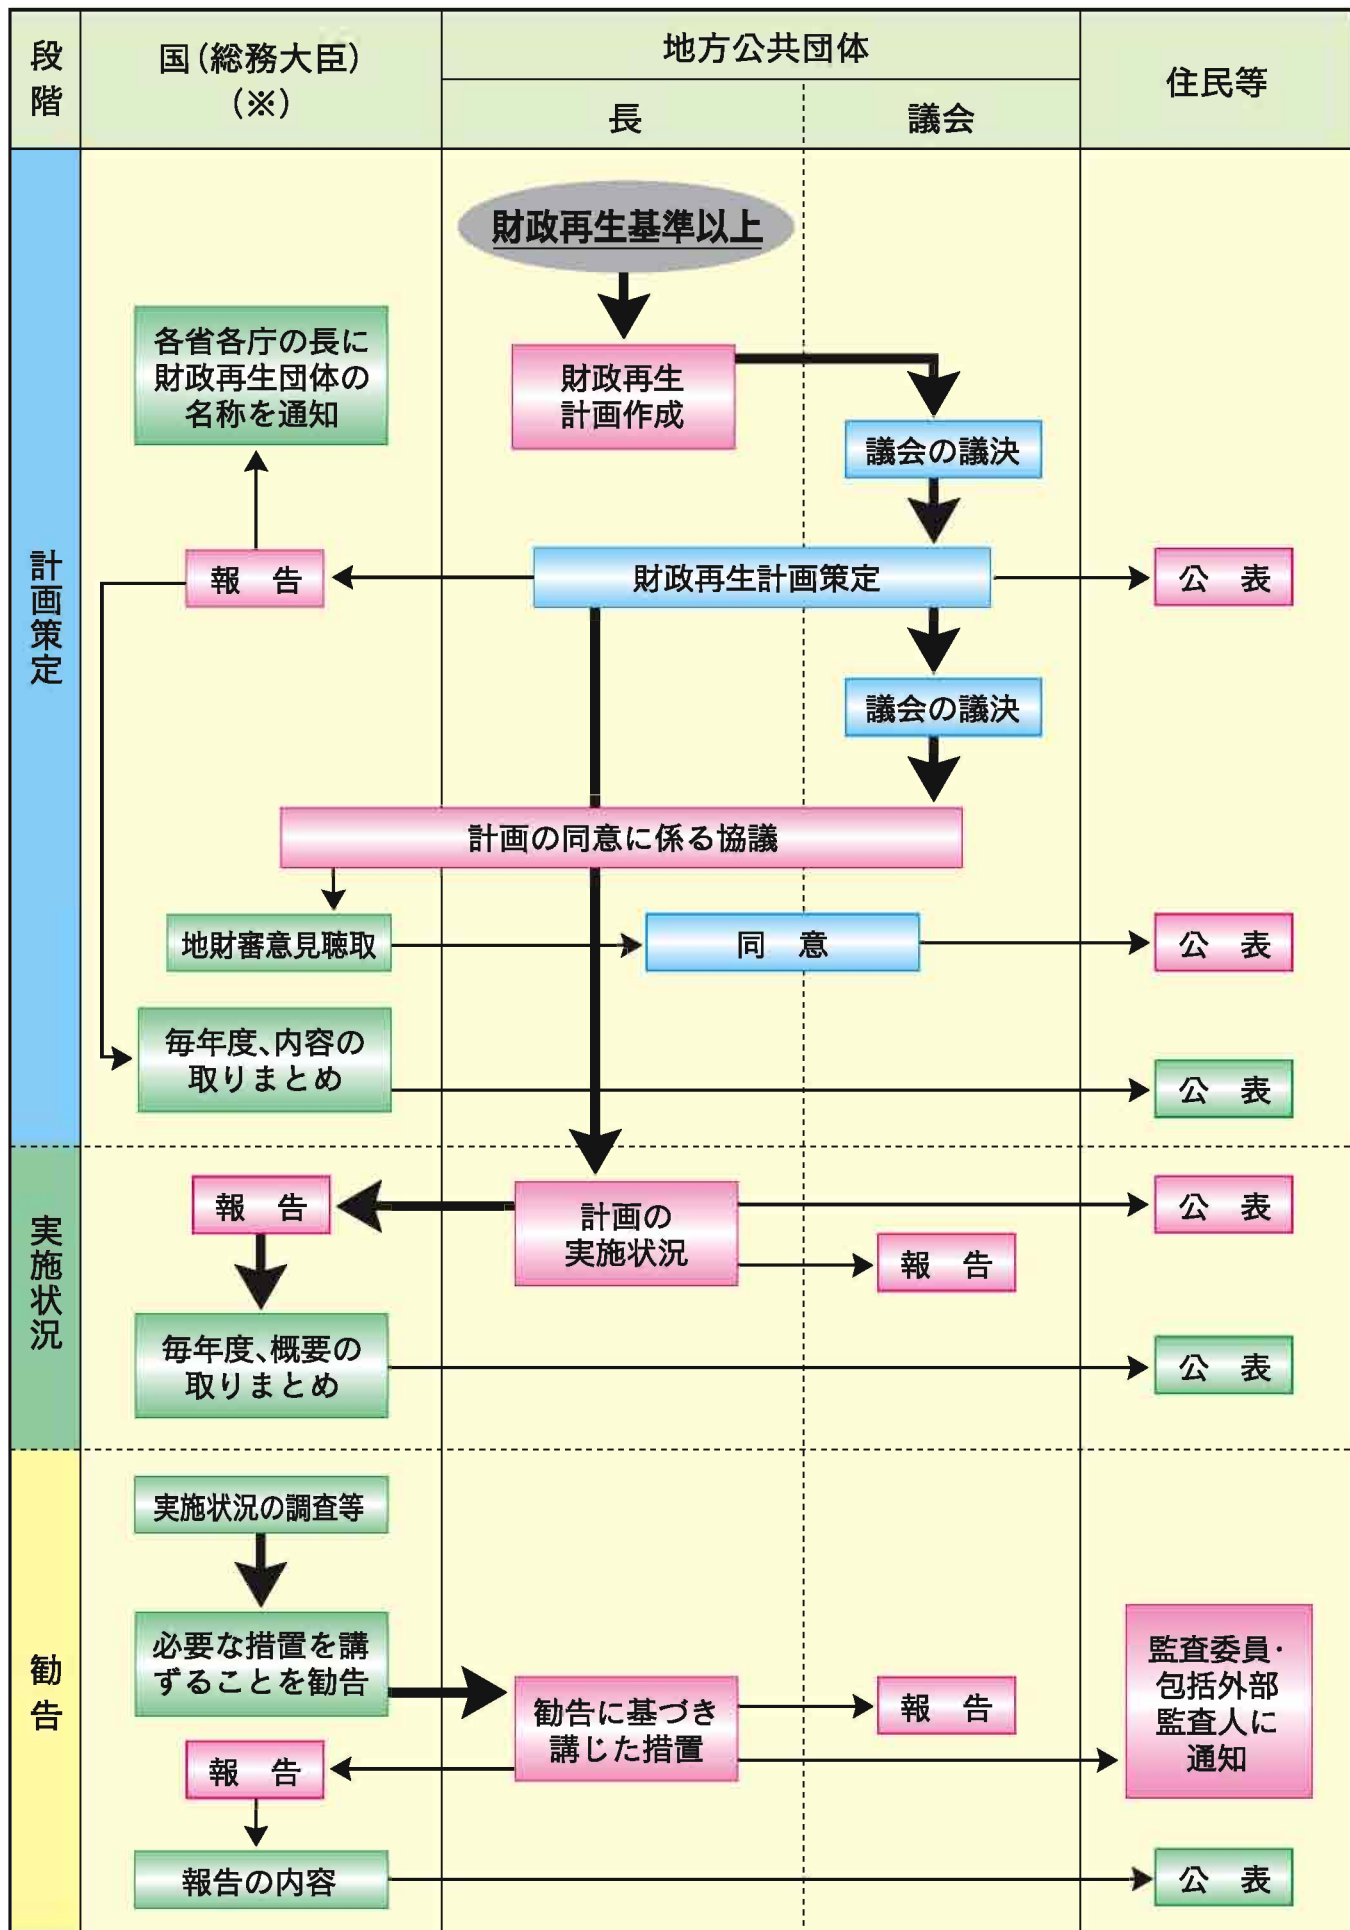 段階
国(総務大臣)
(※)
地方公共団体
長
議会
住民等
計画策定
財政再生基準以上
各省各庁の長に
財政再生団体の
名称を通知
財政再生
計画作成
議会の議決
報 告
財政再生計画策定
公 表
議会の議決
計画の同意に係る協議
地財審意見聴取
同 意
公 表
毎年度、内容の
取りまとめ
公 表
実施状況
報 告
計画の
実施状況
公 表
報 告
毎年度、概要の
取りまとめ
公 表
勧告
実施状況の調査等
必要な措置を講
ずることを勧告
勧告に基づき
講じた措置
報 告
監査委員・
包括外部
監査人に
通知
報 告
報告の内容
公 表